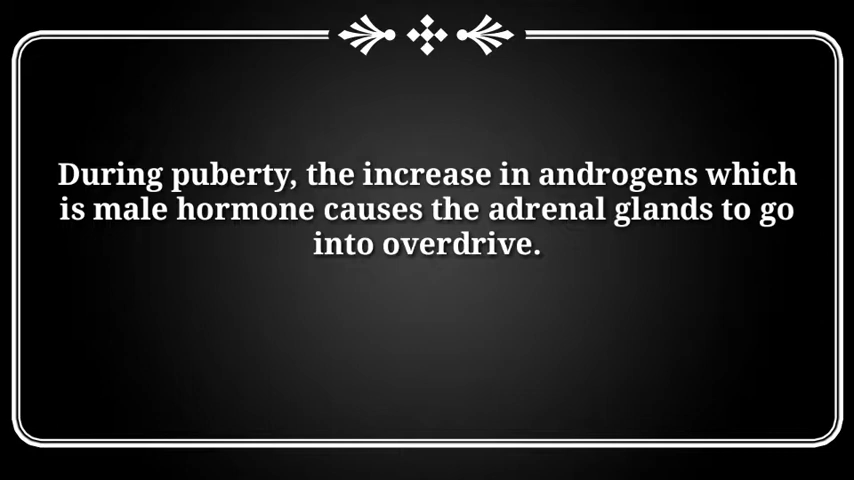 During puberty, the increase in androgens which
is male hormone causes the adrenal glands to go
into overdrive.